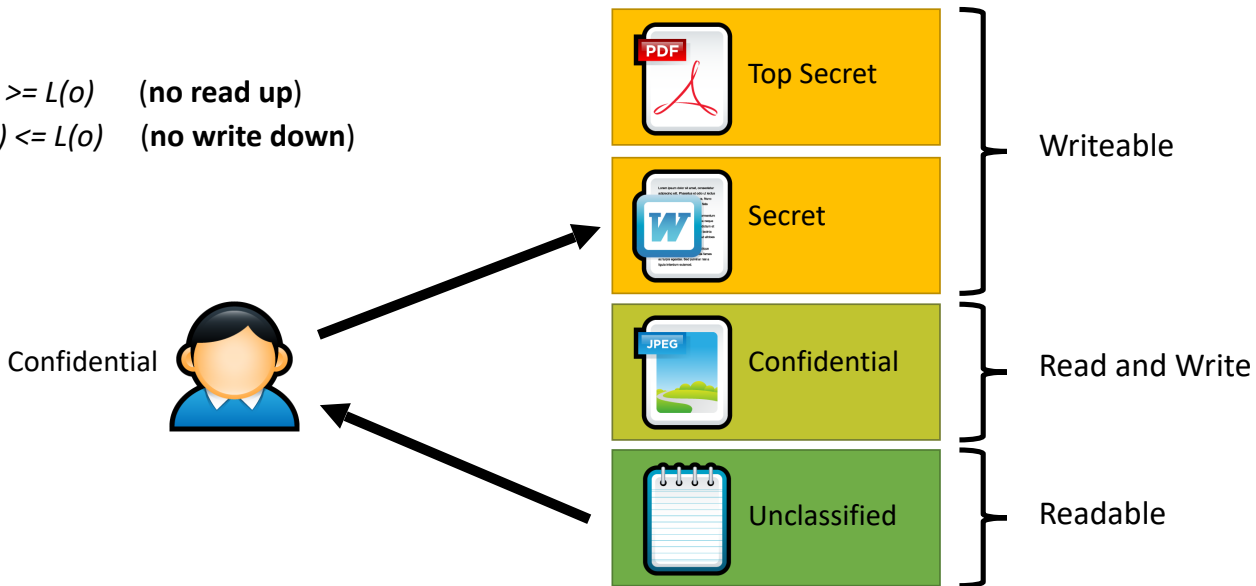 >= L(o) (no read up)
) <= L(o) (no write down)
PDF
Top Secret
Writeable
W
Secret
Confidential
JPEG
Confidential
Read and Write
Unclassified
Readable